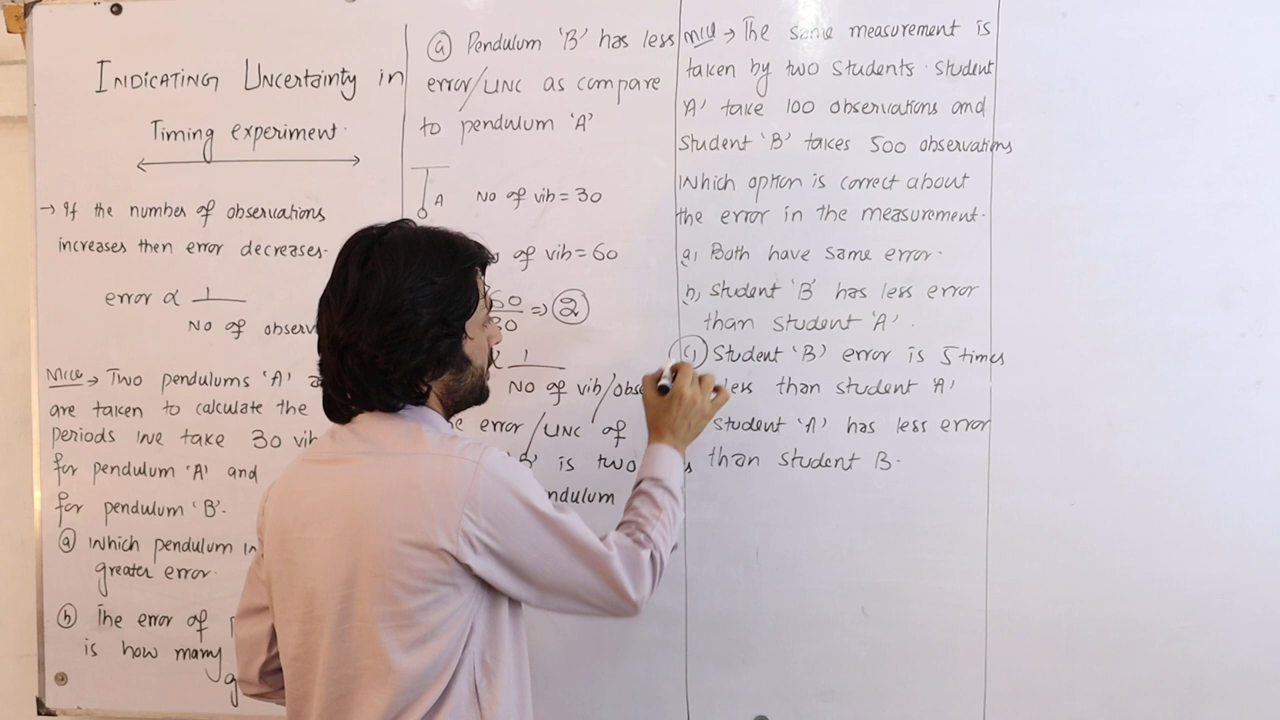 INDICATING UNCERTAINTY in
Timing experiment.
→ If the number of observations
increases then error decreases.
error ∝ 1
No of observ
MCQ → Two pendulums 'A'
are taken to calculate the
periods we take 30 vib
for pendulum 'A' and
for pendulum 'B'.
(a) Which pendulum in
greater error.
(b) The error of
is how many
(a) Pendulum 'B' has less
error/UNC as compare
to pendulum 'A'
A No of vib = 30
of vib = 60
60/30 => (2)
1
No of vib/obse
error/UNC of
'B' is two
ndulum
MCQ → The same measurement is
taken by two students. Student
'A' take 100 observations and
Student 'B' takes 500 observations
Which option is correct about
the error in the measurement.
a, Both have same error.
b, Student 'B' has less error
than student 'A'.
c, Student 'B' error is 5 times
less than student 'A'
Student 'A' has less error
than student B.